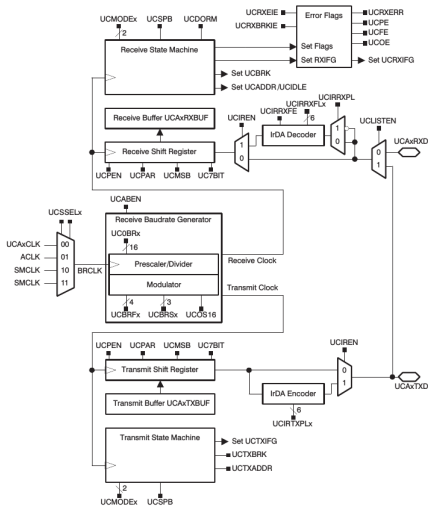 UCMODEx UCSPB UCDORM
2
UCRXEIE
UCRXBRKIE
Error Flags
UCRXERR
UCPE
UCFE
UCOE
Receive State Machine
Set Flags
Set RXIFG
Set UCRXIFG
Set UCBRK
Set UCADDR/UCIDLE
Receive Buffer UCAxRXBUF
Receive Shift Register
UCPEN UCPAR UCMSB UC7BIT
UCIREN
1
0
UCIRRXPL
UCIRRXFLx
UCIRRXFE
6
IrDA Decoder
1
0
UCLISTEN
0
1
UCAxRXD
UCABEN
Receive Baudrate Generator
UC0BRx
16
Prescaler/Divider
Modulator
4
3
UCBRFx UCBRSx UCOS16
Receive Clock
Transmit Clock
UCSSELx
UCAxCLK 00
ACLK 01
SMCLK 10
SMCLK 11
BRCLK
UCPEN UCPAR UCMSB UC7BIT
Transmit Shift Register
Transmit Buffer UCAxTXBUF
UCIREN
0
1
IrDA Encoder
6
UCIRTXPLx
UCAxTXD
Transmit State Machine
Set UCTXIFG
UCTXBRK
UCTXADDR
2
UCMODEx UCSPB